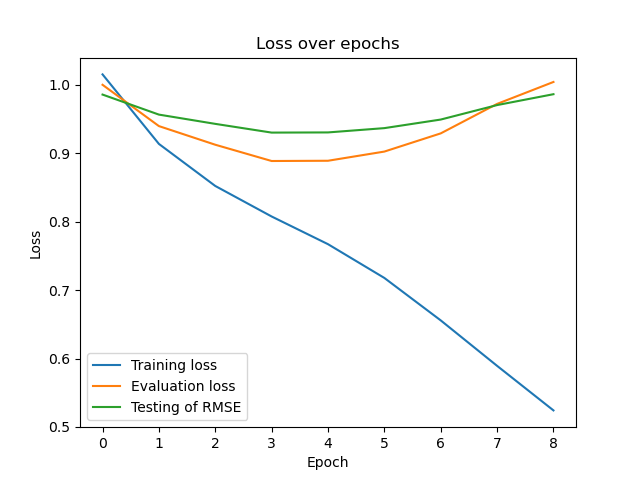 Loss over epochs
1.0
0.9
0.8
0.7
0.6
0.5
Loss
Training loss
Evaluation loss
Testing of RMSE
0 1 2 3 4 5 6 7 8
Epoch